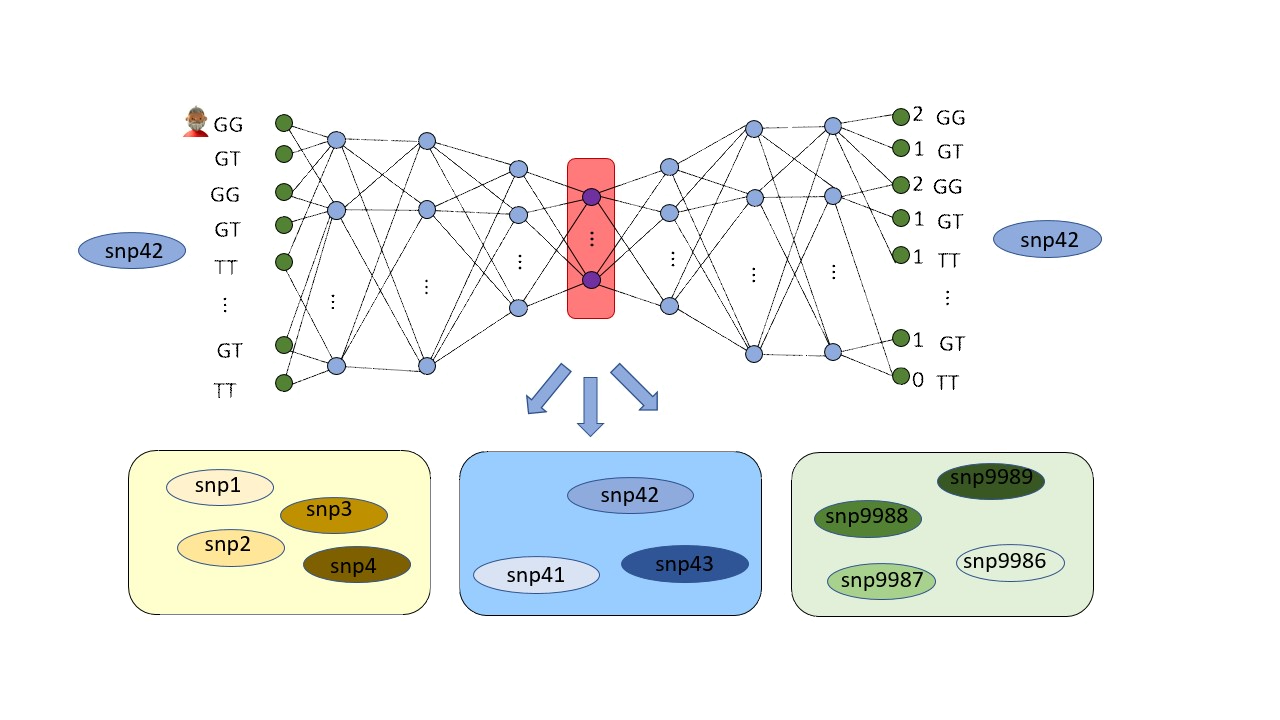 GG
GT
GG
GT
TT
⋮
GT
TT
snp42
⋮
⋮
⋮
⋮
⋮
⋮
⋮
2 GG
1 GT
2 GG
1 GT
1 TT
⋮
1 GT
0 TT
snp42
snp1
snp3
snp2
snp4
snp42
snp41
snp43
snp9989
snp9988
snp9986
snp9987